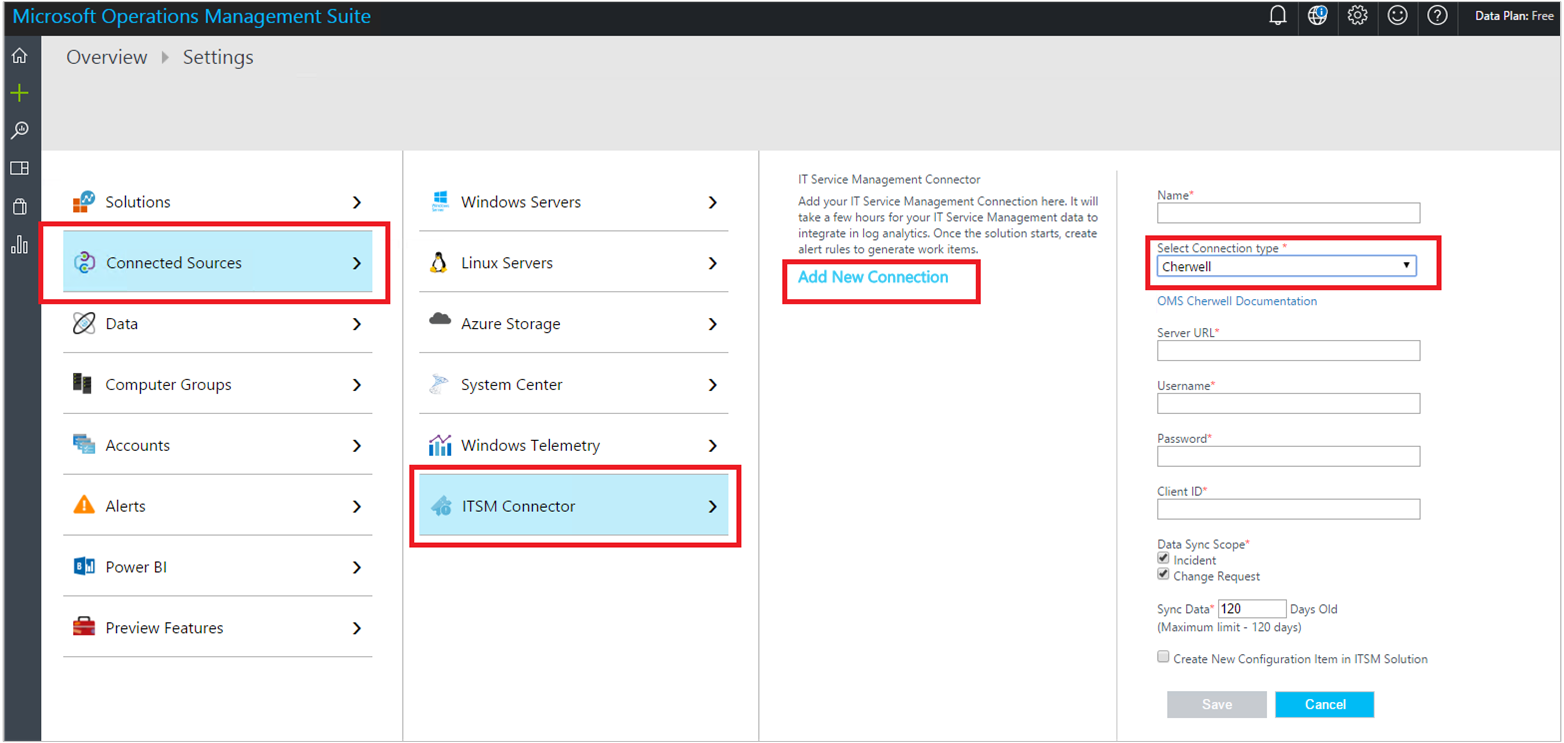 Microsoft Operations Management Suite
Data Plan: Free
Overview
Settings
Solutions
Connected Sources
Data
Computer Groups
Accounts
Alerts
Power BI
Preview Features
Windows Servers
Linux Servers
Azure Storage
System Center
Windows Telemetry
ITSM Connector
IT Service Management Connector
Add your IT Service Management Connection here. It will
take a few hours for your IT Service Management data to
integrate in log analytics. Once the solution starts, create
alert rules to generate work items.
Add New Connection
Name*
Select Connection type *
Cherwell
OMS Cherwell Documentation
Server URL*
Username*
Password*
Client ID*
Data Sync Scope*
Incident
Change Request
Sync Data* 120 Days Old
(Maximum limit - 120 days)
Create New Configuration Item in ITSM Solution
Save
Cancel